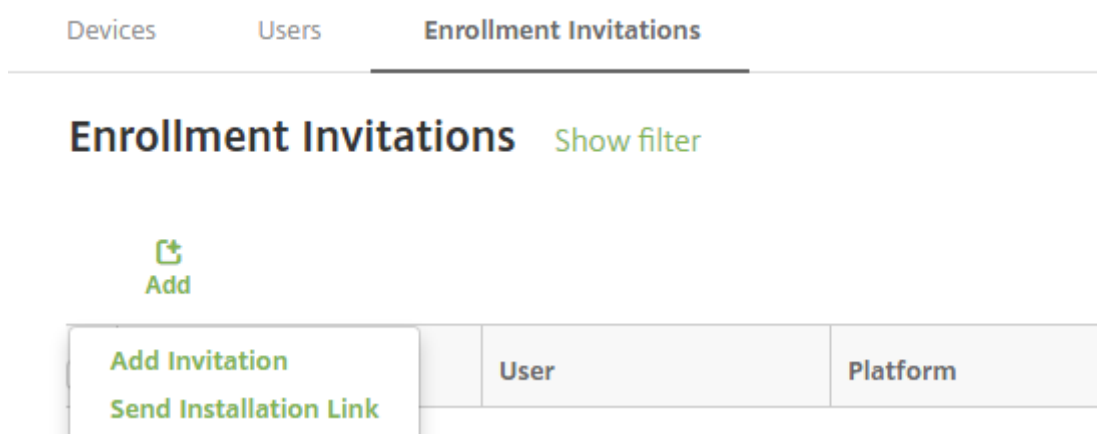 Devices Users Enrollment Invitations
Enrollment Invitations Show filter
Add
Add Invitation
Send Installation Link
User Platform